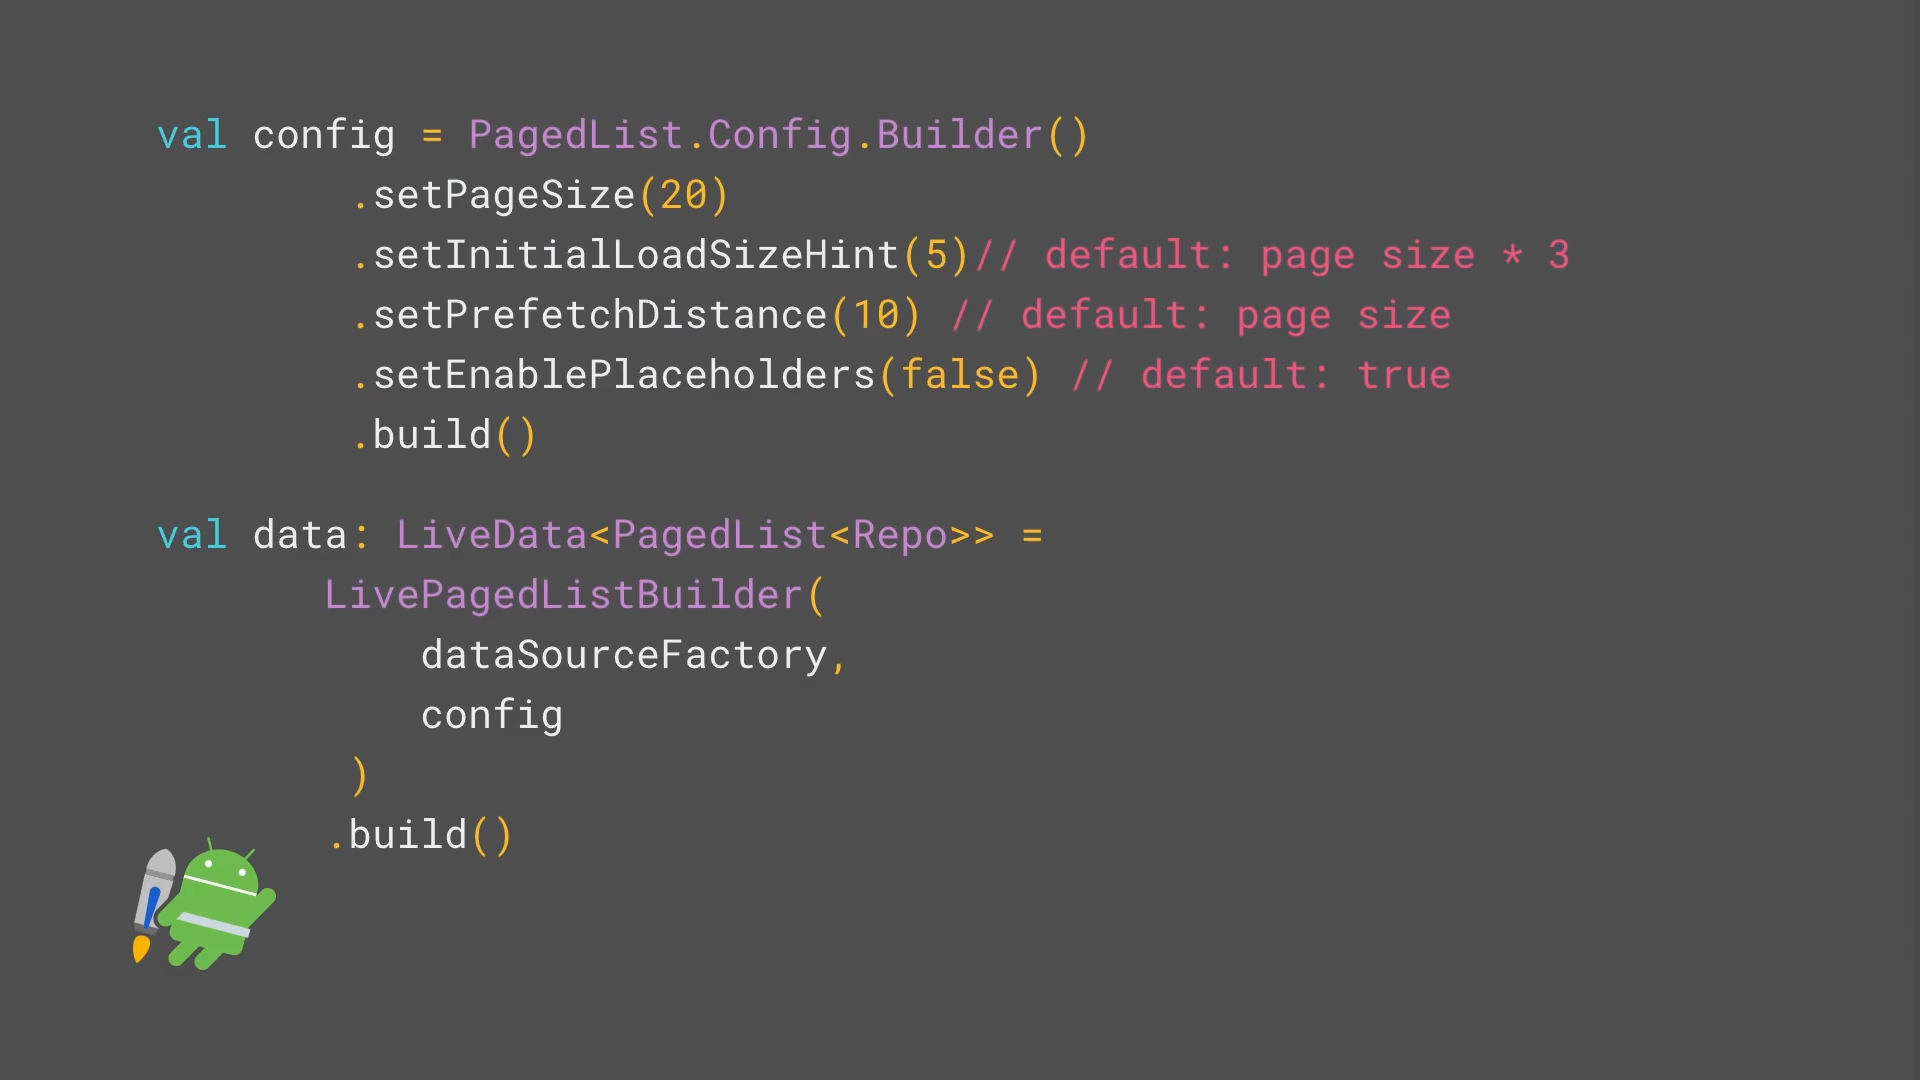 val config = PagedList.Config.Builder()
.setPageSize(20)
.setInitialLoadSizeHint(5)// default: page size * 3
.setPrefetchDistance(10) // default: page size
.setEnablePlaceholders(false) // default: true
.build()
val data: LiveData<PagedList<Repo>> =
LivePagedListBuilder(
dataSourceFactory,
config
)
.build()